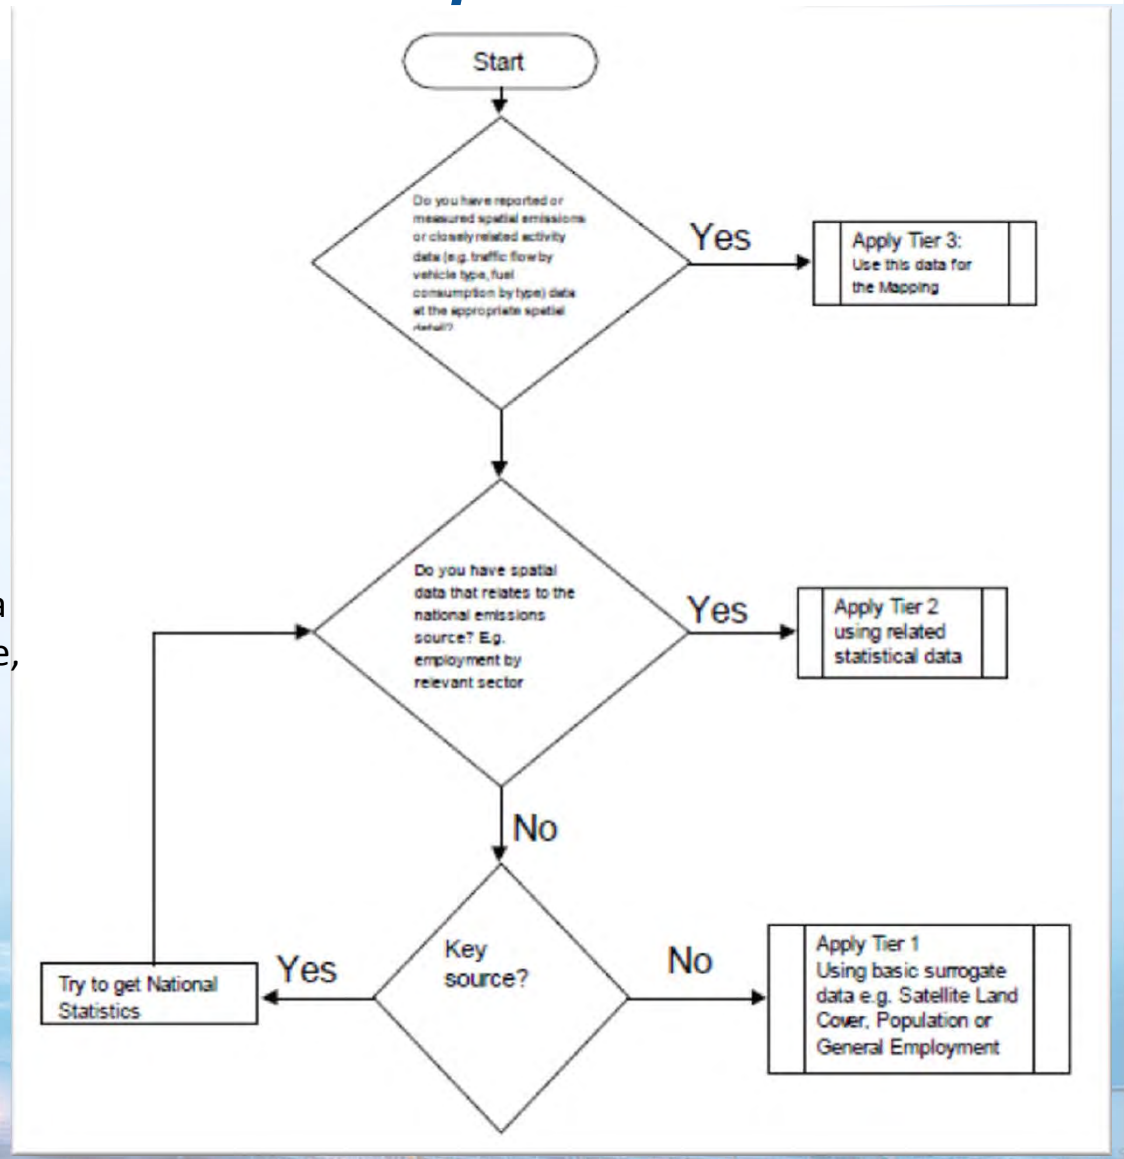 Start
Do you have reported or
measured spatial emissions
or closely related activity
data (e.g. traffic flow by
vehicle type, fuel
consumption by type) data
at the appropriate spatial
detail?
Yes
Apply Tier 3:
Use this data for
the Mapping
Do you have spatial
data that relates to the
national emissions
source? E.g.
employment by
relevant sector
Yes
Apply Tier 2
using related
statistical data
a
e,
No
Key
source?
Yes
Try to get National
Statistics
No
Apply Tier 1
Using basic surrogate
data e.g. Satellite Land
Cover, Population or
General Employment